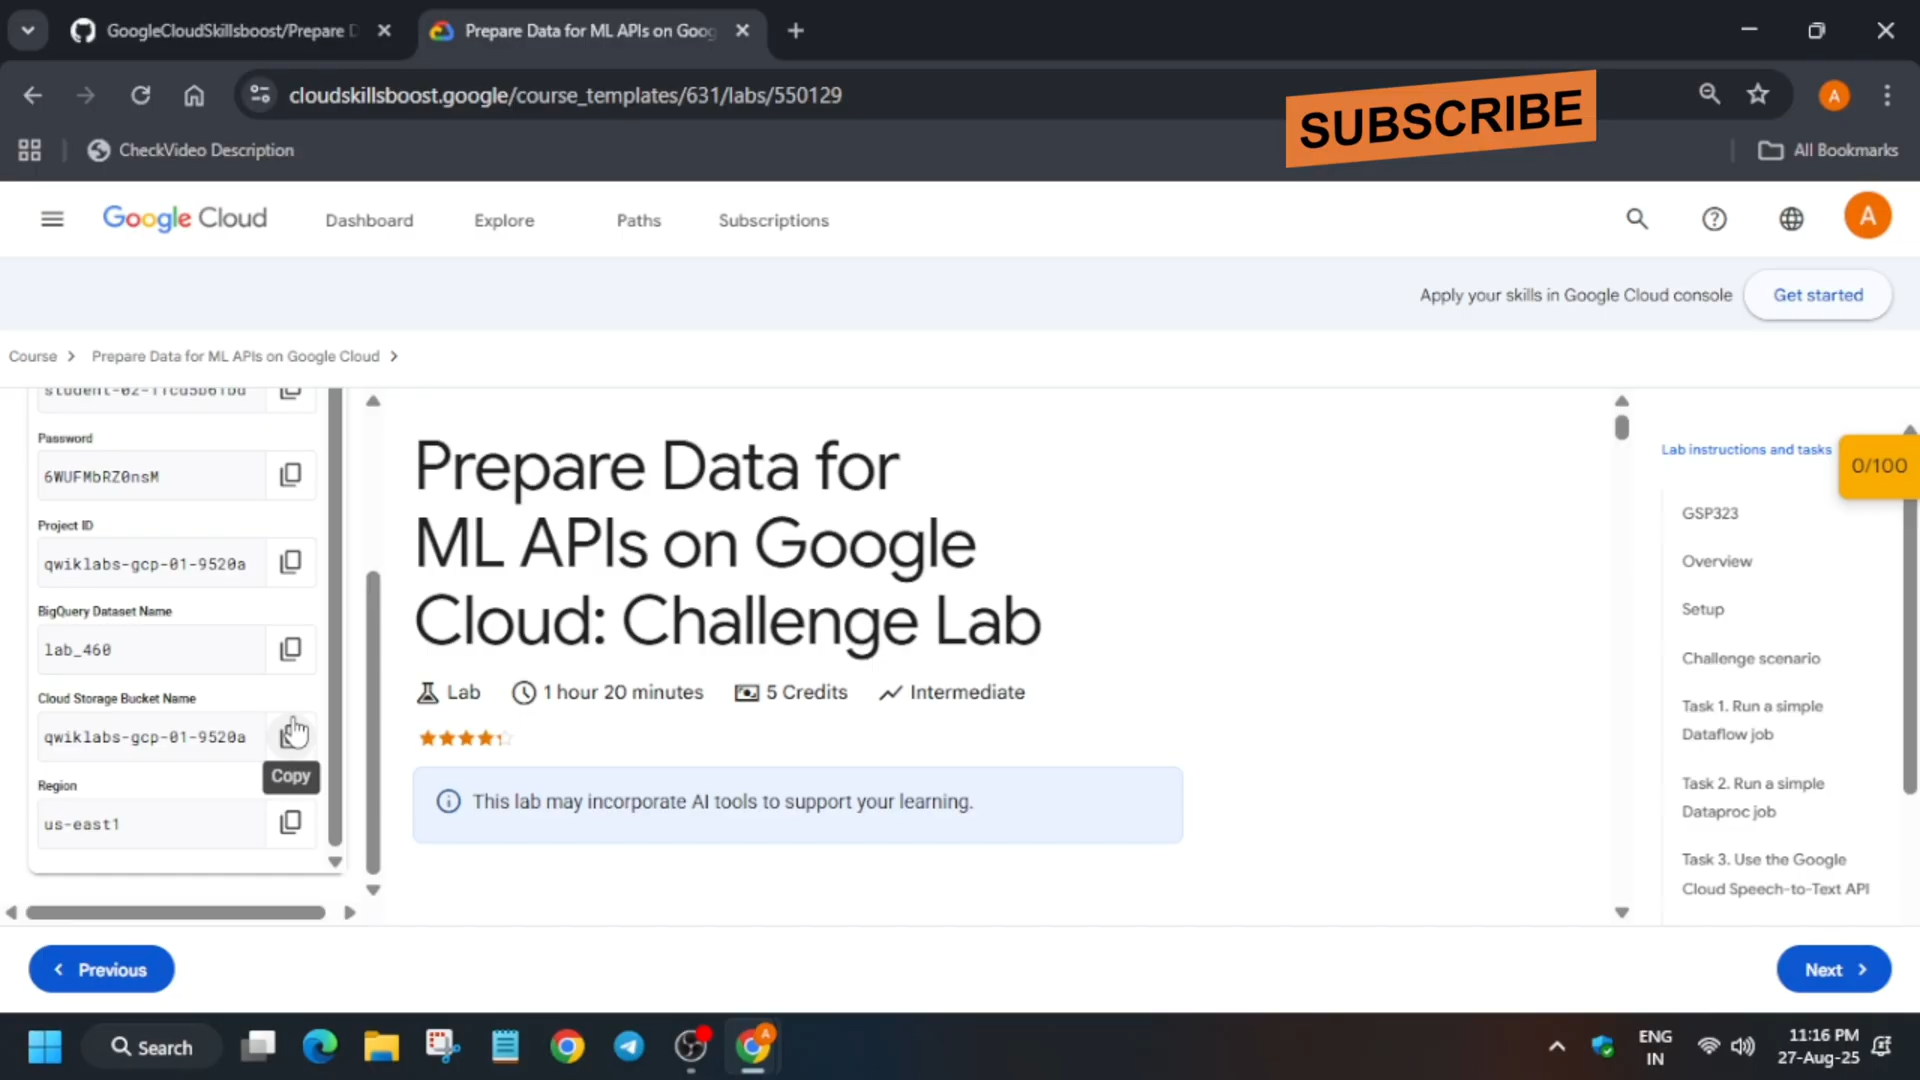 GoogleCloudSkillsboost/Prepare D
Prepare Data for ML APIs on Goog
cloudskillsboost.google/course_templates/631/labs/550129
SUBSCRIBE
A
CheckVideo Description
All Bookmarks
Google Cloud
Dashboard
Explore
Paths
Subscriptions
A
Apply your skills in Google Cloud console
Get started
Course
Prepare Data for ML APIs on Google Cloud
Password
6WUFMbRZ0nsM
Project ID
qwiklabs-gcp-01-9520a
BigQuery Dataset Name
lab_460
Cloud Storage Bucket Name
qwiklabs-gcp-01-9520a
Copy
Region
us-east1
Prepare Data for
ML APIs on Google
Cloud: Challenge Lab
Lab
1 hour 20 minutes
5 Credits
Intermediate
This lab may incorporate AI tools to support your learning.
Lab instructions and tasks
0/100
GSP323
Overview
Setup
Challenge scenario
Task 1. Run a simple
Dataflow job
Task 2. Run a simple
Dataproc job
Task 3. Use the Google
Cloud Speech-to-Text API
Previous
Next
Search
A
ENG
IN
11:16 PM
27-Aug-25